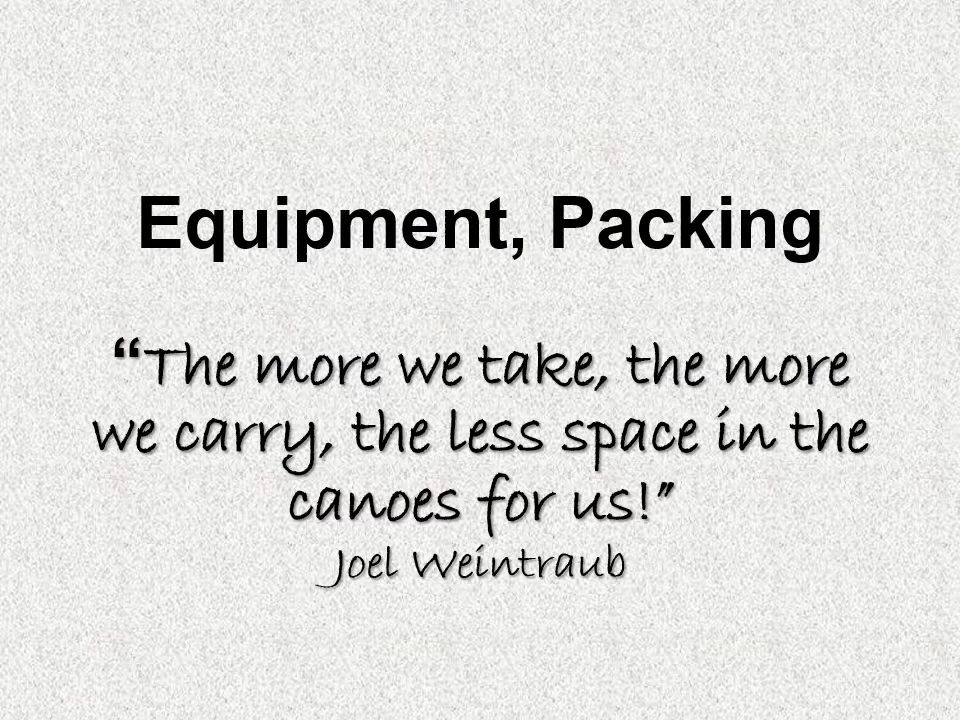 Equipment, Packing
“The more we take, the more
we carry, the less space in the
canoes for us!”
Joel Weintraub